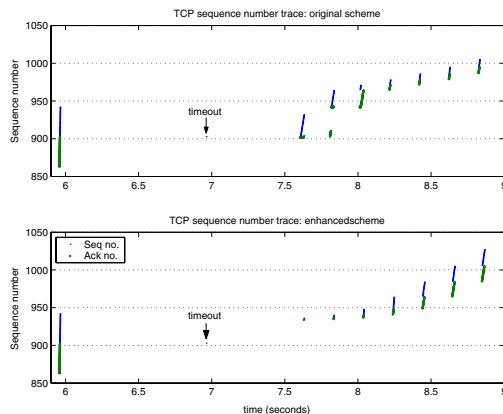 TCP sequence number trace: original scheme
1050
1000
950
900
850
Sequence number
timeout
6
6.5
7
7.5
8
8.5
9
TCP sequence number trace: enhancedscheme
1050
1000
950
900
850
Sequence number
Seq no.
Ack no.
timeout
6
6.5
7
7.5
8
8.5
9
time (seconds)